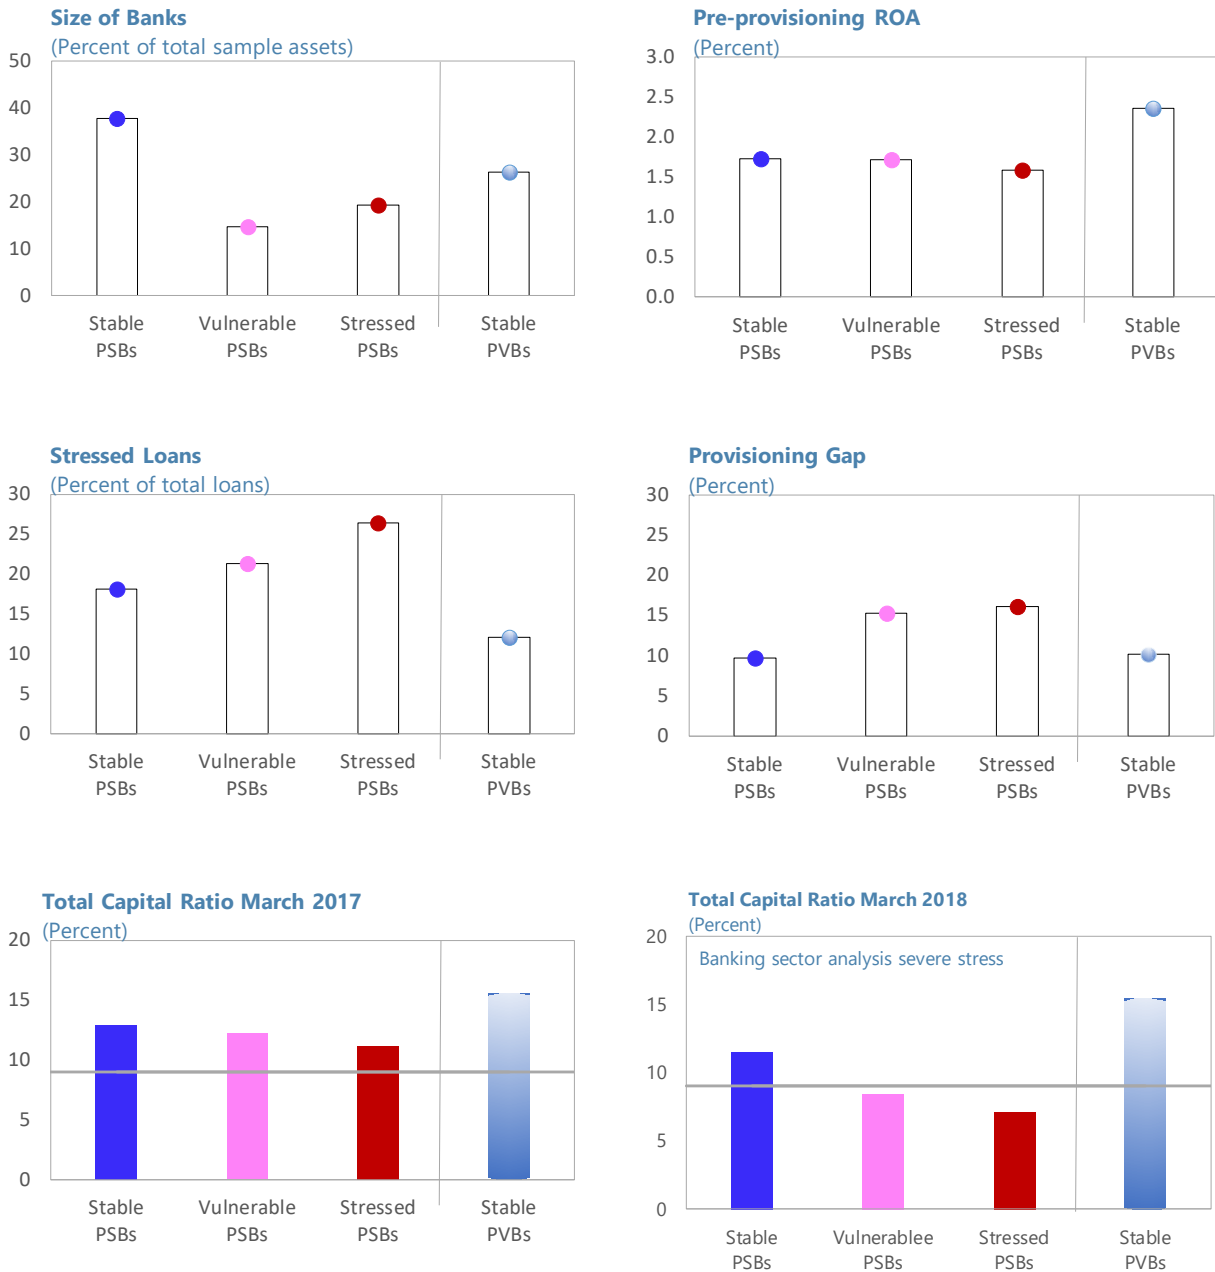 Size of Banks
(Percent of total sample assets)
50
40
30
20
10
0
Stable PSBs
Vulnerable PSBs
Stressed PSBs
Stable PVBs
Pre-provisioning ROA
(Percent)
3.0
2.5
2.0
1.5
1.0
0.5
0.0
Stable PSBs
Vulnerable PSBs
Stressed PSBs
Stable PVBs
Stressed Loans
(Percent of total loans)
30
25
20
15
10
5
0
Stable PSBs
Vulnerable PSBs
Stressed PSBs
Stable PVBs
Provisioning Gap
(Percent)
30
25
20
15
10
5
0
Stable PSBs
Vulnerable PSBs
Stressed PSBs
Stable PVBs
Total Capital Ratio March 2017
(Percent)
20
15
10
5
0
Stable PSBs
Vulnerable PSBs
Stressed PSBs
Stable PVBs
Total Capital Ratio March 2018
(Percent)
20
Banking sector analysis severe stress
15
10
5
0
Stable PSBs
Vulnerablee PSBs
Stressed PSBs
Stable PVBs